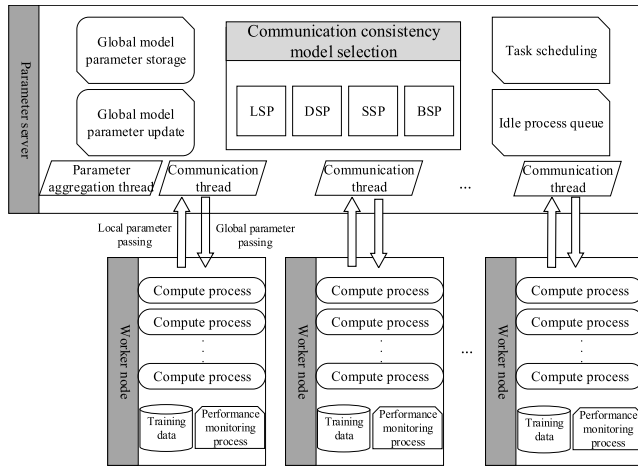 Parameter server
Global model
parameter storage
Global model
parameter update
Communication consistency
model selection
LSP
DSP
SSP
BSP
Task scheduling
Idle process queue
Parameter
aggregation thread
Communication
thread
Communication
thread
...
Communication
thread
Local parameter
passing
Global parameter
passing
Worker node
Compute process
Compute process
.
.
.
Compute process
Training
data
Performance
monitoring
process
Worker node
Compute process
Compute process
.
.
.
Compute process
Training
data
Performance
monitoring
process
...
Worker node
Compute process
Compute process
.
.
.
Compute process
Training
data
Performance
monitoring
process